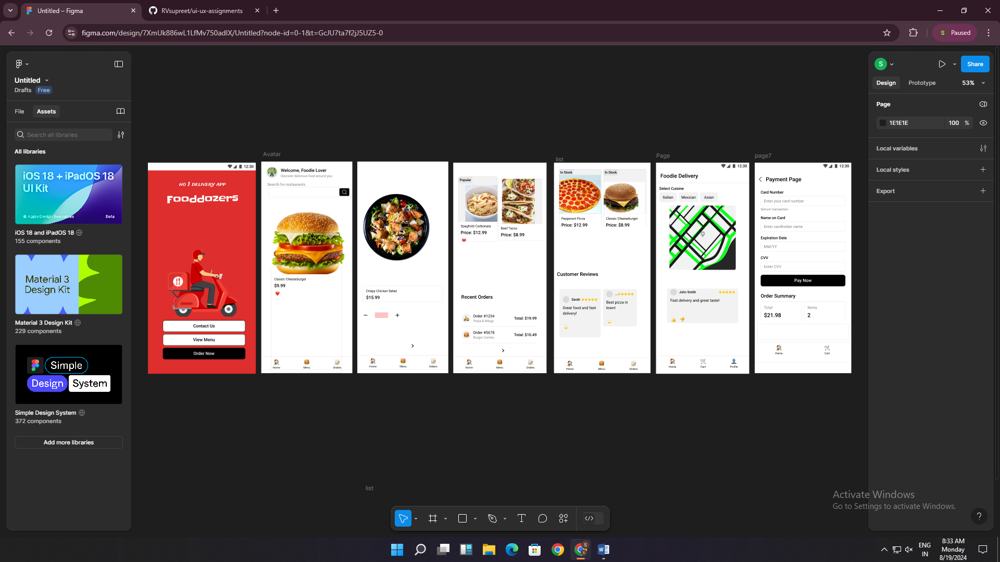 Untitled – Figma
RVsupreet/ui-ux-assignments
figma.com/design/7XmUk886wL1LfMv750adIX/Untitled?node-id=0-1&t=GcJU7ta7f2jJ5UZ5-0
S Paused
Untitled
Drafts Free
File Assets
Search all libraries
All libraries
iOS 18 + iPadOS 18
UI Kit
Apple Design Resources Beta
iOS 18 and iPadOS 18
155 components
Material 3
Design Kit
Material 3 Design Kit
229 components
Simple
Design System
Simple Design System
372 components
Add more libraries
12:30
NO 1 DELIVERY APP
Fooddozers
Contact Us
View Menu
Order Now
Avatar
Welcome, Foodie Lover
Discover delicious food around you
Search for restaurants
Classic Cheeseburger
$9.99
Home Menu Orders
Crispy Chicken Salad
$15.99
Home Menu Orders
Popular
Spaghetti Carbonara
Price: $12.99
Beef Tacos
Price: $8.99
Recent Orders
Order #1234
Pizza & Wings
Total: $19.99
Order #5678
Burger Combo
Total: $10.49
Home Menu Orders
list
In Stock
Pepperoni Pizza
Price: $12.99
In Stock
Classic Cheeseburger
Price: $8.99
Customer Reviews
Sarah
Great food and fast
delivery!
...
Best pizza in
town!
Home Menu Orders
Page
12:30
Foodie Delivery
Select Cuisine
Italian Mexican Asian
John Smith
Fast delivery and great taste!
Home Cart Profile
page7
12:30
Payment Page
Card Number
Enter your card number
Secure transaction
Name on Card
Enter cardholder name
Expiration Date
MM/YY
CVV
Enter CVV
Pay Now
Order Summary
Total
$21.98
Items
2
Home Cart
list
S
Share
Design Prototype 53%
Page
1E1E1E 100 %
Local variables
Local styles
Export
Activate Windows
Go to Settings to activate Windows.
?
ENG
IN
8:33 AM
Monday
8/19/2024